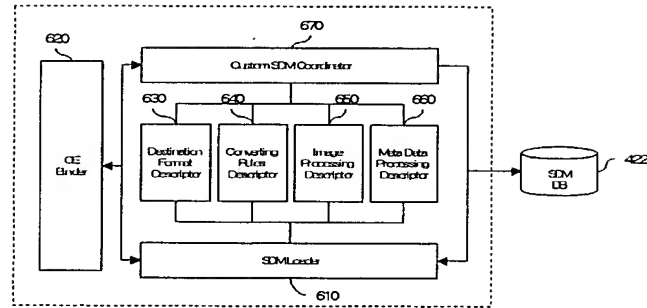 670
620
Custom SDM Coordinator
630
640
650
660
CE
Binder
Destination
Format
Descriptor
Converting
Rules
Descriptor
Image
Processing
Descriptor
Meta Data
Processing
Descriptor
SDM
DB
422
SDM Loader
610